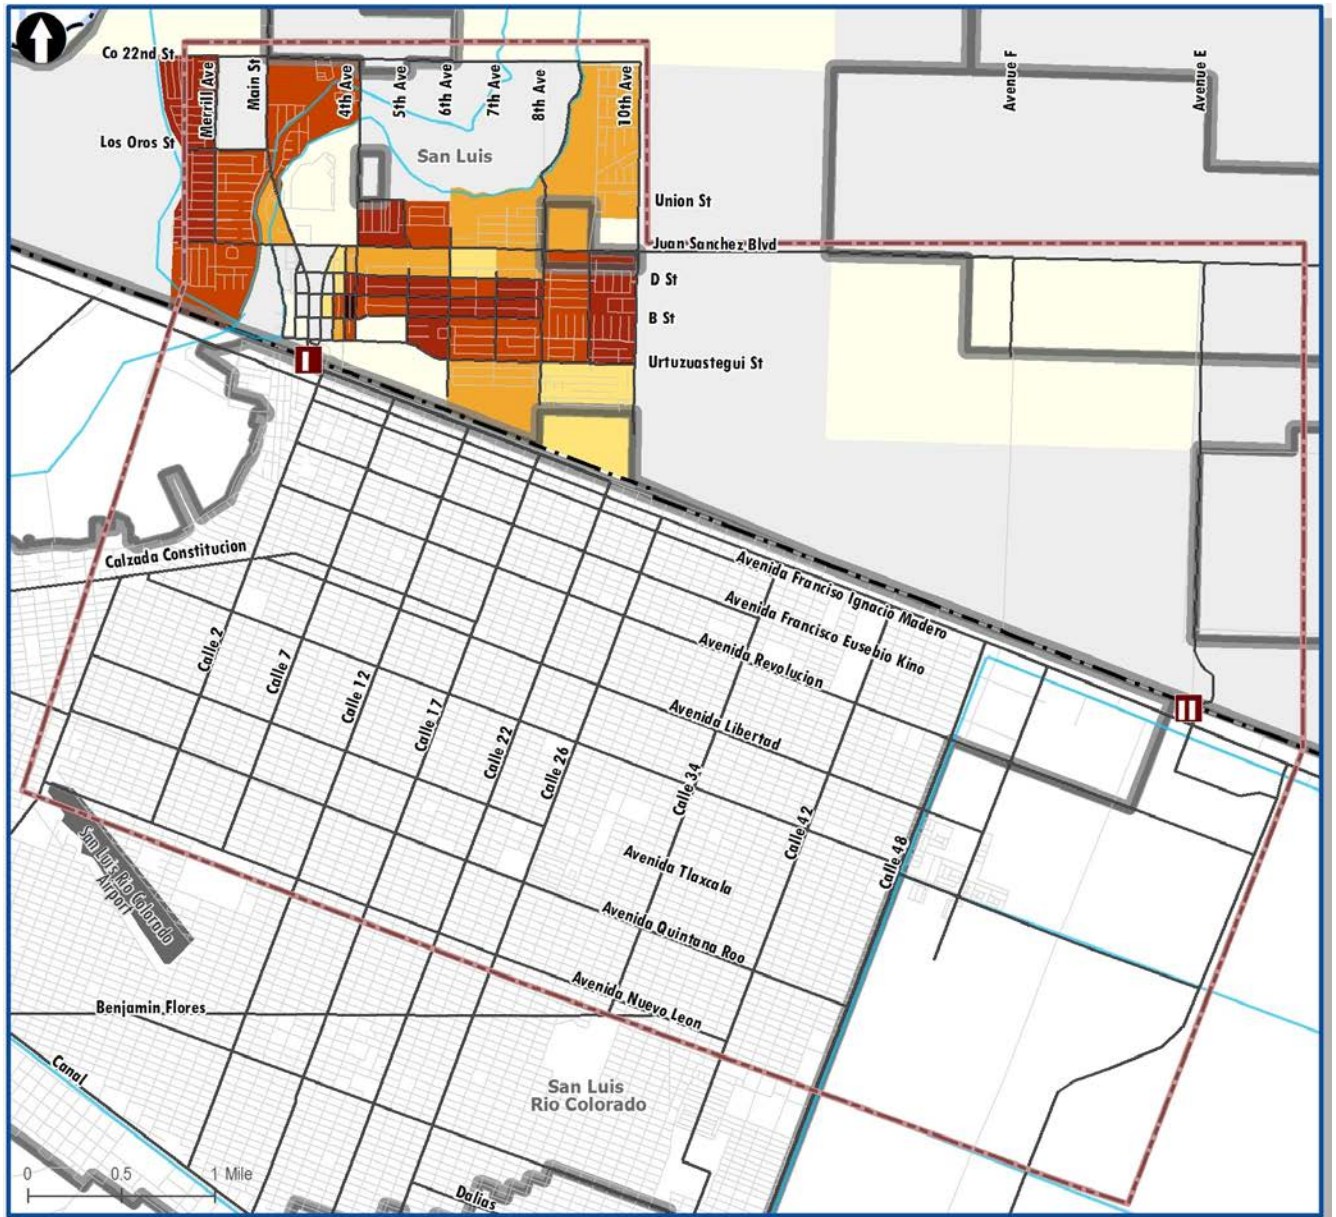 Co 22nd St
Merrill Ave
Main St
4th Ave
5th Ave
6th Ave
7th Ave
8th Ave
10th Ave
Avenue F
Avenue E
Los Oros St
San Luis
Union St
Juan Sanchez Blvd
D St
B St
Urtuzuastegui St
I
Calzada Constitucion
Avenida Franciso Ignacio Madero
Avenida Francisco Eusebio Kino
Avenida Revolucion
Avenida Libertad
Calle 2
Calle 7
Calle 12
Calle 17
Calle 22
Calle 26
Calle 34
Calle 42
Calle 48
II
San Luis Rio Colorado
Airport
Avenida Tlaxcala
Avenida Quintana Roo
Avenida Nuevo Leon
Benjamin Flores
Canal
San Luis
Rio Colorado
0 0.5 1 Mile
Dalias